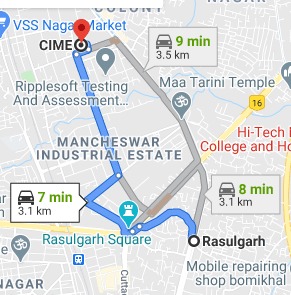 COLONY
VSS Nagar Market
CIME
9 min
3.5 km
Ripplesoft Testing
And Assessment...
Maa Tarini Temple
16
MANCHESWAR
INDUSTRIAL ESTATE
Hi-Tech
College and Ho
7 min
3.1 km
8 min
3.1 km
Rasulgarh Square
Rasulgarh
Cuttac
NAGAR
Mobile repairing
shop bomikhal